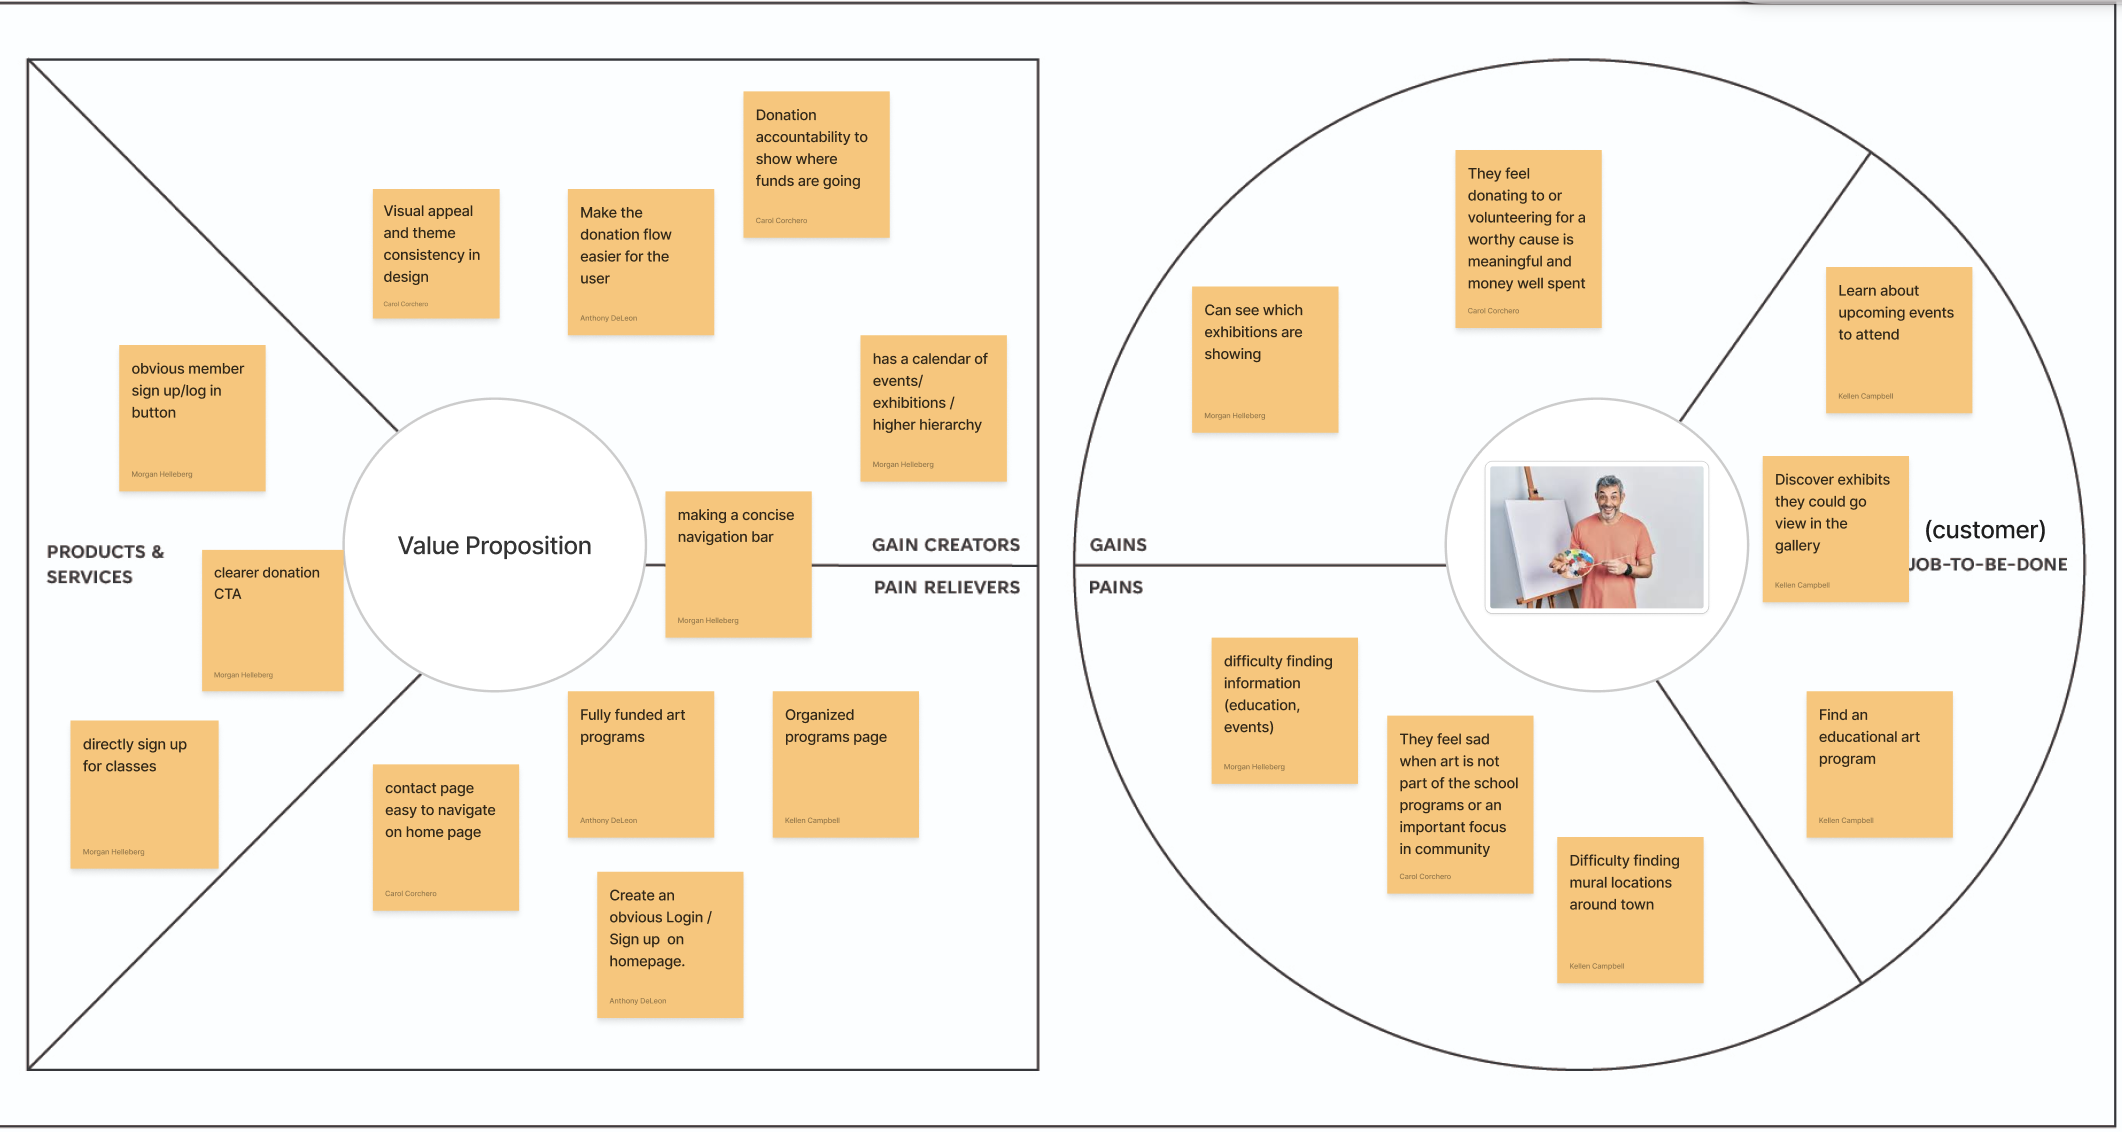 Donation
accountability to
show where
funds are going
Carol Corchero
Visual appeal
and theme
consistency in
design
Carol Corchero
Make the
donation flow
easier for the
user
Anthony DeLeon
has a calendar of
events/
exhibitions /
higher hierarchy
Morgan Helleberg
obvious member
sign up/log in
button
Morgan Helleberg
Value Proposition
making a concise
navigation bar
Morgan Helleberg
GAIN CREATORS
PAIN RELIEVERS
PRODUCTS &
SERVICES
clearer donation
CTA
Morgan Helleberg
directly sign up
for classes
Morgan Helleberg
Fully funded art
programs
Anthony DeLeon
Organized
programs page
Kellen Campbell
contact page
easy to navigate
on home page
Carol Corchero
Create an
obvious Login /
Sign up  on
homepage.
Anthony DeLeon
They feel
donating to or
volunteering for a
worthy cause is
meaningful and
money well spent
Carol Corchero
Can see which
exhibitions are
showing
Morgan Helleberg
Learn about
upcoming events
to attend
Kellen Campbell
Discover exhibits
they could go
view in the
gallery
Kellen Campbell
(customer)
JOB-TO-BE-DONE
GAINS
PAINS
difficulty finding
information
(education,
events)
Morgan Helleberg
They feel sad
when art is not
part of the school
programs or an
important focus
in community
Carol Corchero
Difficulty finding
mural locations
around town
Kellen Campbell
Find an
educational art
program
Kellen Campbell